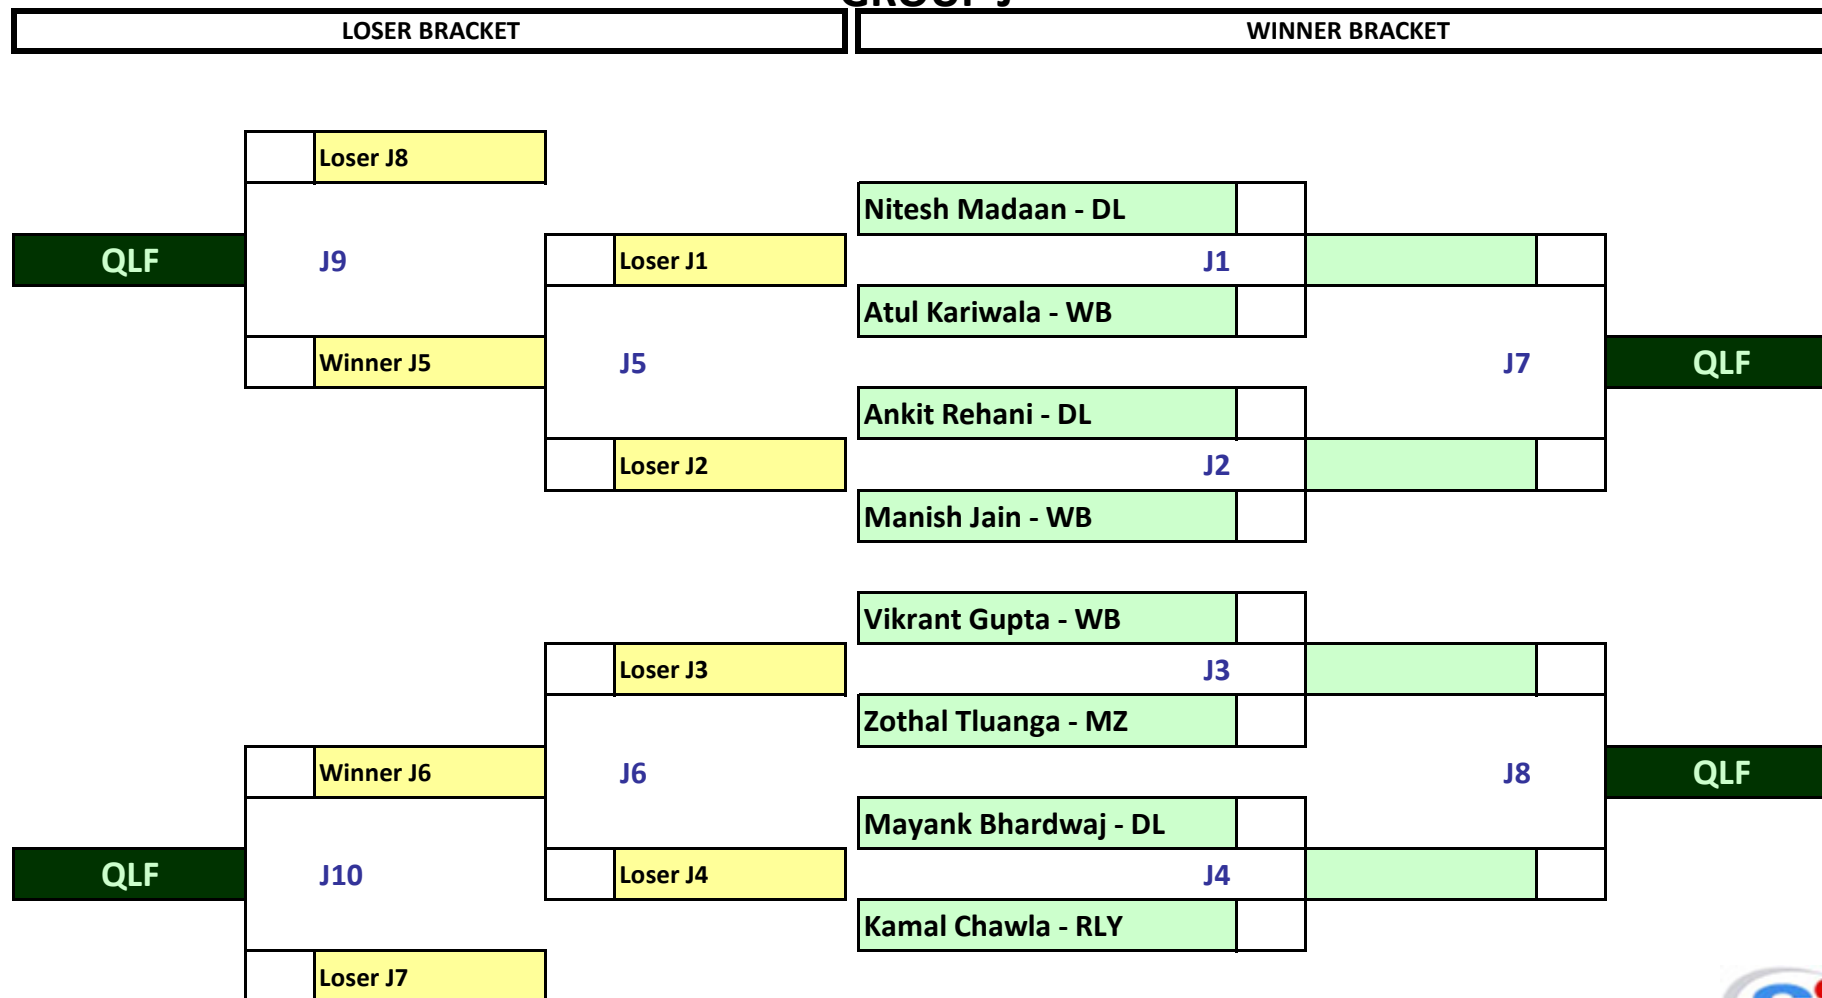 GROUP J
LOSER BRACKET
WINNER BRACKET
Loser J8
Nitesh Madaan - DL
QLF
J9
Loser J1
J1
Atul Kariwala - WB
Winner J5
J5
J7
QLF
Ankit Rehani - DL
Loser J2
J2
Manish Jain - WB
Vikrant Gupta - WB
Loser J3
J3
Zothal Tluanga - MZ
Winner J6
J6
J8
QLF
Mayank Bhardwaj - DL
QLF
J10
Loser J4
J4
Kamal Chawla - RLY
Loser J7